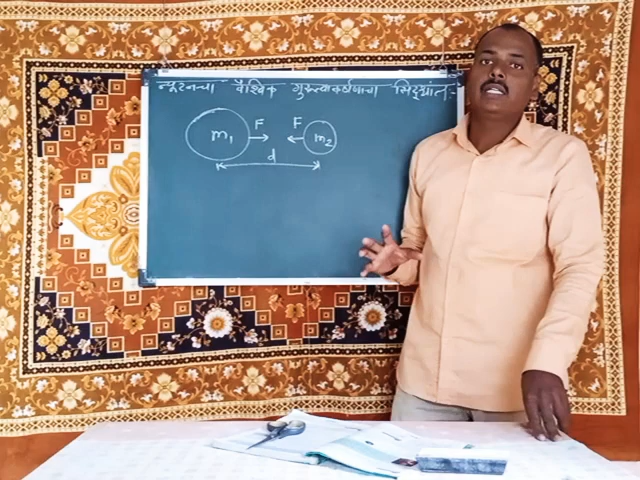 न्यूटनचा वैश्विक गुरुत्वाकर्षणाचा सिद्धांत :-
F F
m₁ m₂
d